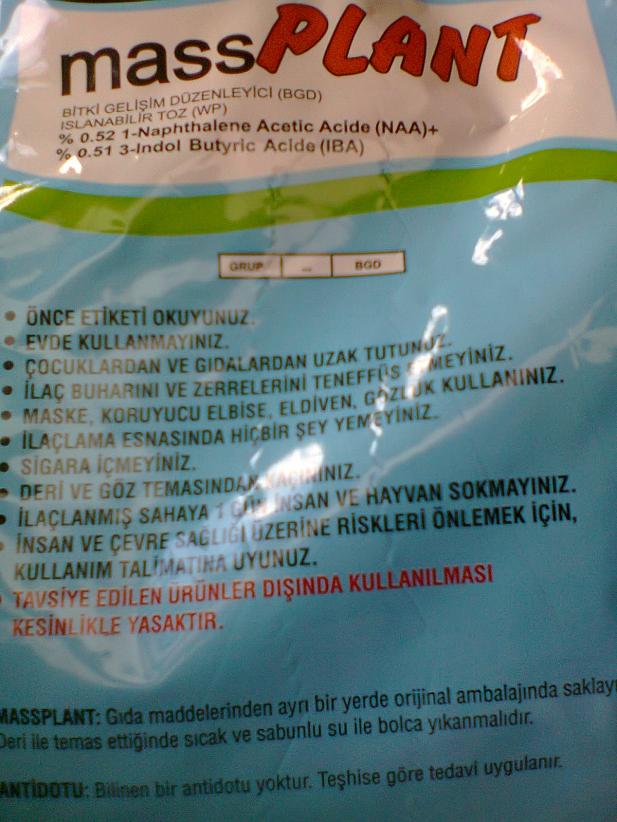 massPLANT
BİTKİ GELİŞİM DÜZENLEYİCİ (BGD)
ISLANABİLİR TOZ (WP)
% 0.52 1-Naphthalene Acetic Acide (NAA)+
% 0.51 3-Indol Butyric Acide (IBA)
GRUP ... BGD
• ÖNCE ETİKETİ OKUYUNUZ.
• EVDE KULLANMAYINIZ.
• ÇOCUKLARDAN VE GIDALARDAN UZAK TUTUNUZ.
• İLAÇ BUHARINI VE ZERRELERİNİ TENEFFÜS ETMEYİNİZ.
• MASKE, KORUYUCU ELBİSE, ELDİVEN, GÖZLÜK KULLANINIZ.
• İLAÇLAMA ESNASINDA HİÇBİR ŞEY YEMEYİNİZ.
• SİGARA İÇMEYİNİZ.
• DERİ VE GÖZ TEMASINDAN KAÇININIZ.
• İLAÇLANMIŞ SAHAYA 1 GÜN İNSAN VE HAYVAN SOKMAYINIZ.
• İNSAN VE ÇEVRE SAĞLIĞI ÜZERİNE RİSKLERİ ÖNLEMEK İÇİN,
KULLANIM TALİMATINA UYUNUZ.
• TAVSİYE EDİLEN ÜRÜNLER DIŞINDA KULLANILMASI
KESİNLİKLE YASAKTIR.
MASSPLANT: Gıda maddelerinden ayrı bir yerde orijinal ambalajında saklayı
Deri ile temas ettiğinde sıcak ve sabunlu su ile bolca yıkanmalıdır.
ANTİDOTU: Bilinen bir antidotu yoktur. Teşhise göre tedavi uygulanır.